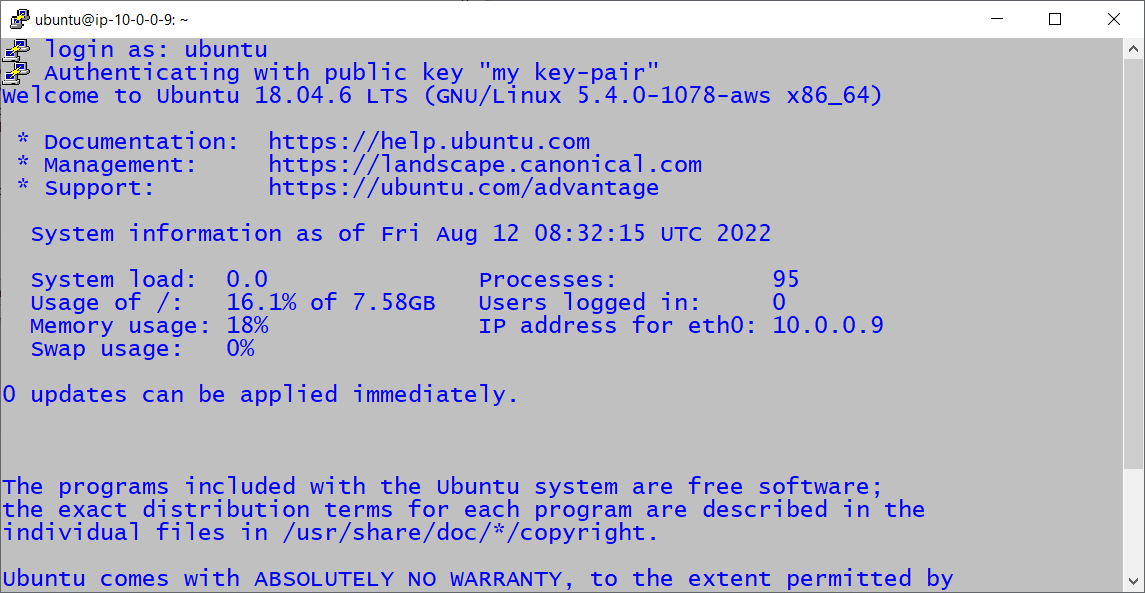 ubuntu@ip-10-0-0-9: ~
login as: ubuntu
Authenticating with public key "my key-pair"
Welcome to Ubuntu 18.04.6 LTS (GNU/Linux 5.4.0-1078-aws x86_64)
* Documentation:  https://help.ubuntu.com
* Management:     https://landscape.canonical.com
* Support:        https://ubuntu.com/advantage
System information as of Fri Aug 12 08:32:15 UTC 2022
System load:  0.0               Processes:           95
Usage of /:   16.1% of 7.58GB   Users logged in:     0
Memory usage: 18%               IP address for eth0: 10.0.0.9
Swap usage:   0%
0 updates can be applied immediately.
The programs included with the Ubuntu system are free software;
the exact distribution terms for each program are described in the
individual files in /usr/share/doc/*/copyright.
Ubuntu comes with ABSOLUTELY NO WARRANTY, to the extent permitted by